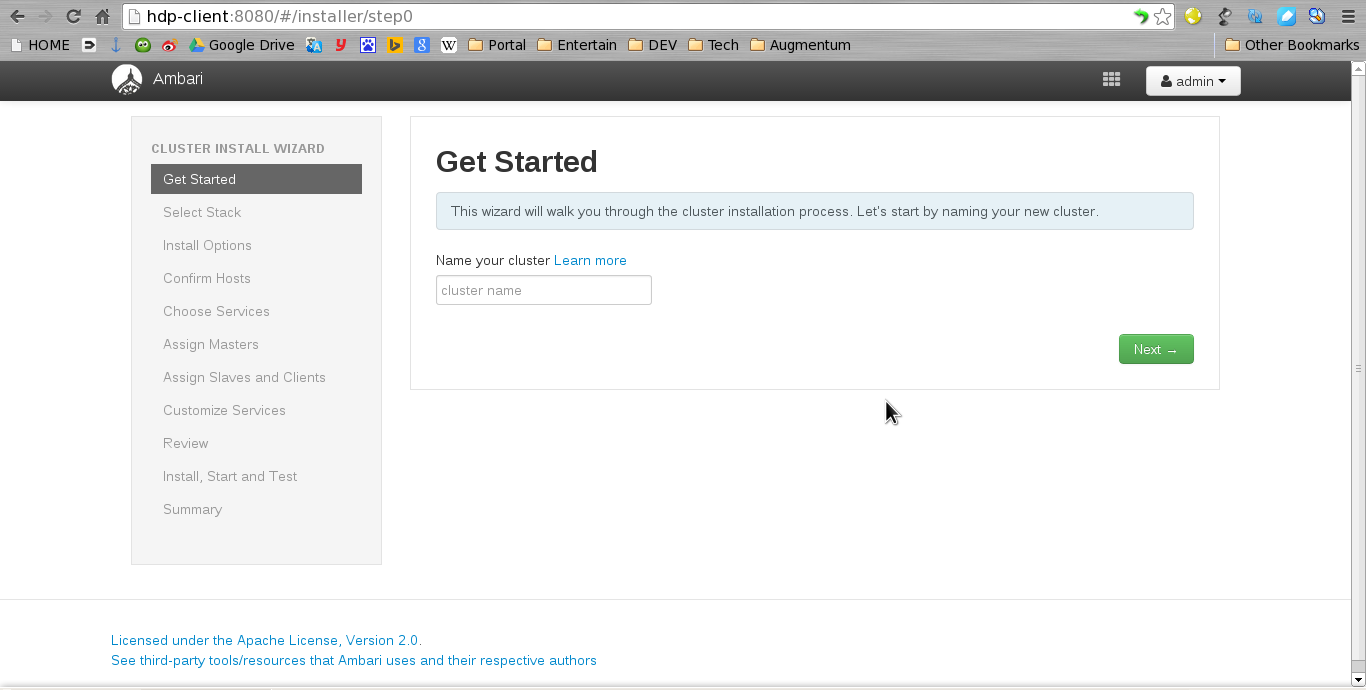 hdp-client:8080/#/installer/step0
HOME Google Drive Portal Entertain DEV Tech Augmentum Other Bookmarks
Ambari
admin
CLUSTER INSTALL WIZARD
Get Started
Select Stack
Install Options
Confirm Hosts
Choose Services
Assign Masters
Assign Slaves and Clients
Customize Services
Review
Install, Start and Test
Summary
Get Started
This wizard will walk you through the cluster installation process. Let's start by naming your new cluster.
Name your cluster Learn more
cluster name
Next →
Licensed under the Apache License, Version 2.0.
See third-party tools/resources that Ambari uses and their respective authors